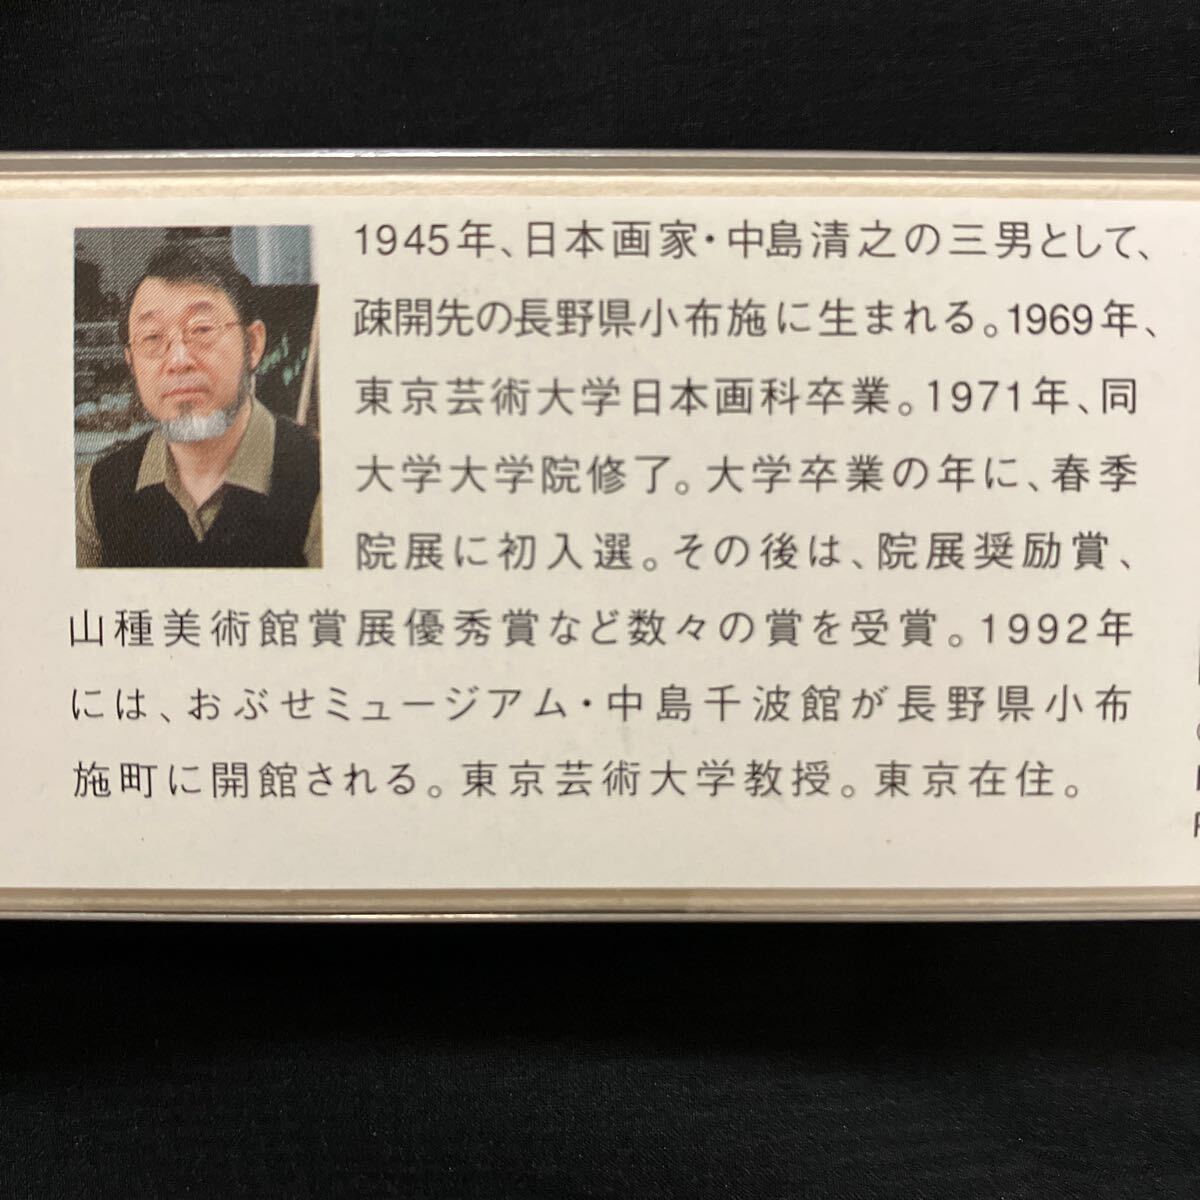 1945年、日本画家・中島清之の三男として、
疎開先の長野県小布施に生まれる。1969年、
東京芸術大学日本画科卒業。1971年、同
大学大学院修了。大学卒業の年に、春季
院展に初入選。その後は、院展奨励賞、
山種美術館賞展優秀賞など数々の賞を受賞。1992年
には、おぶせミュージアム・中島千波館が長野県小布
施町に開館される。東京芸術大学教授。東京在住。